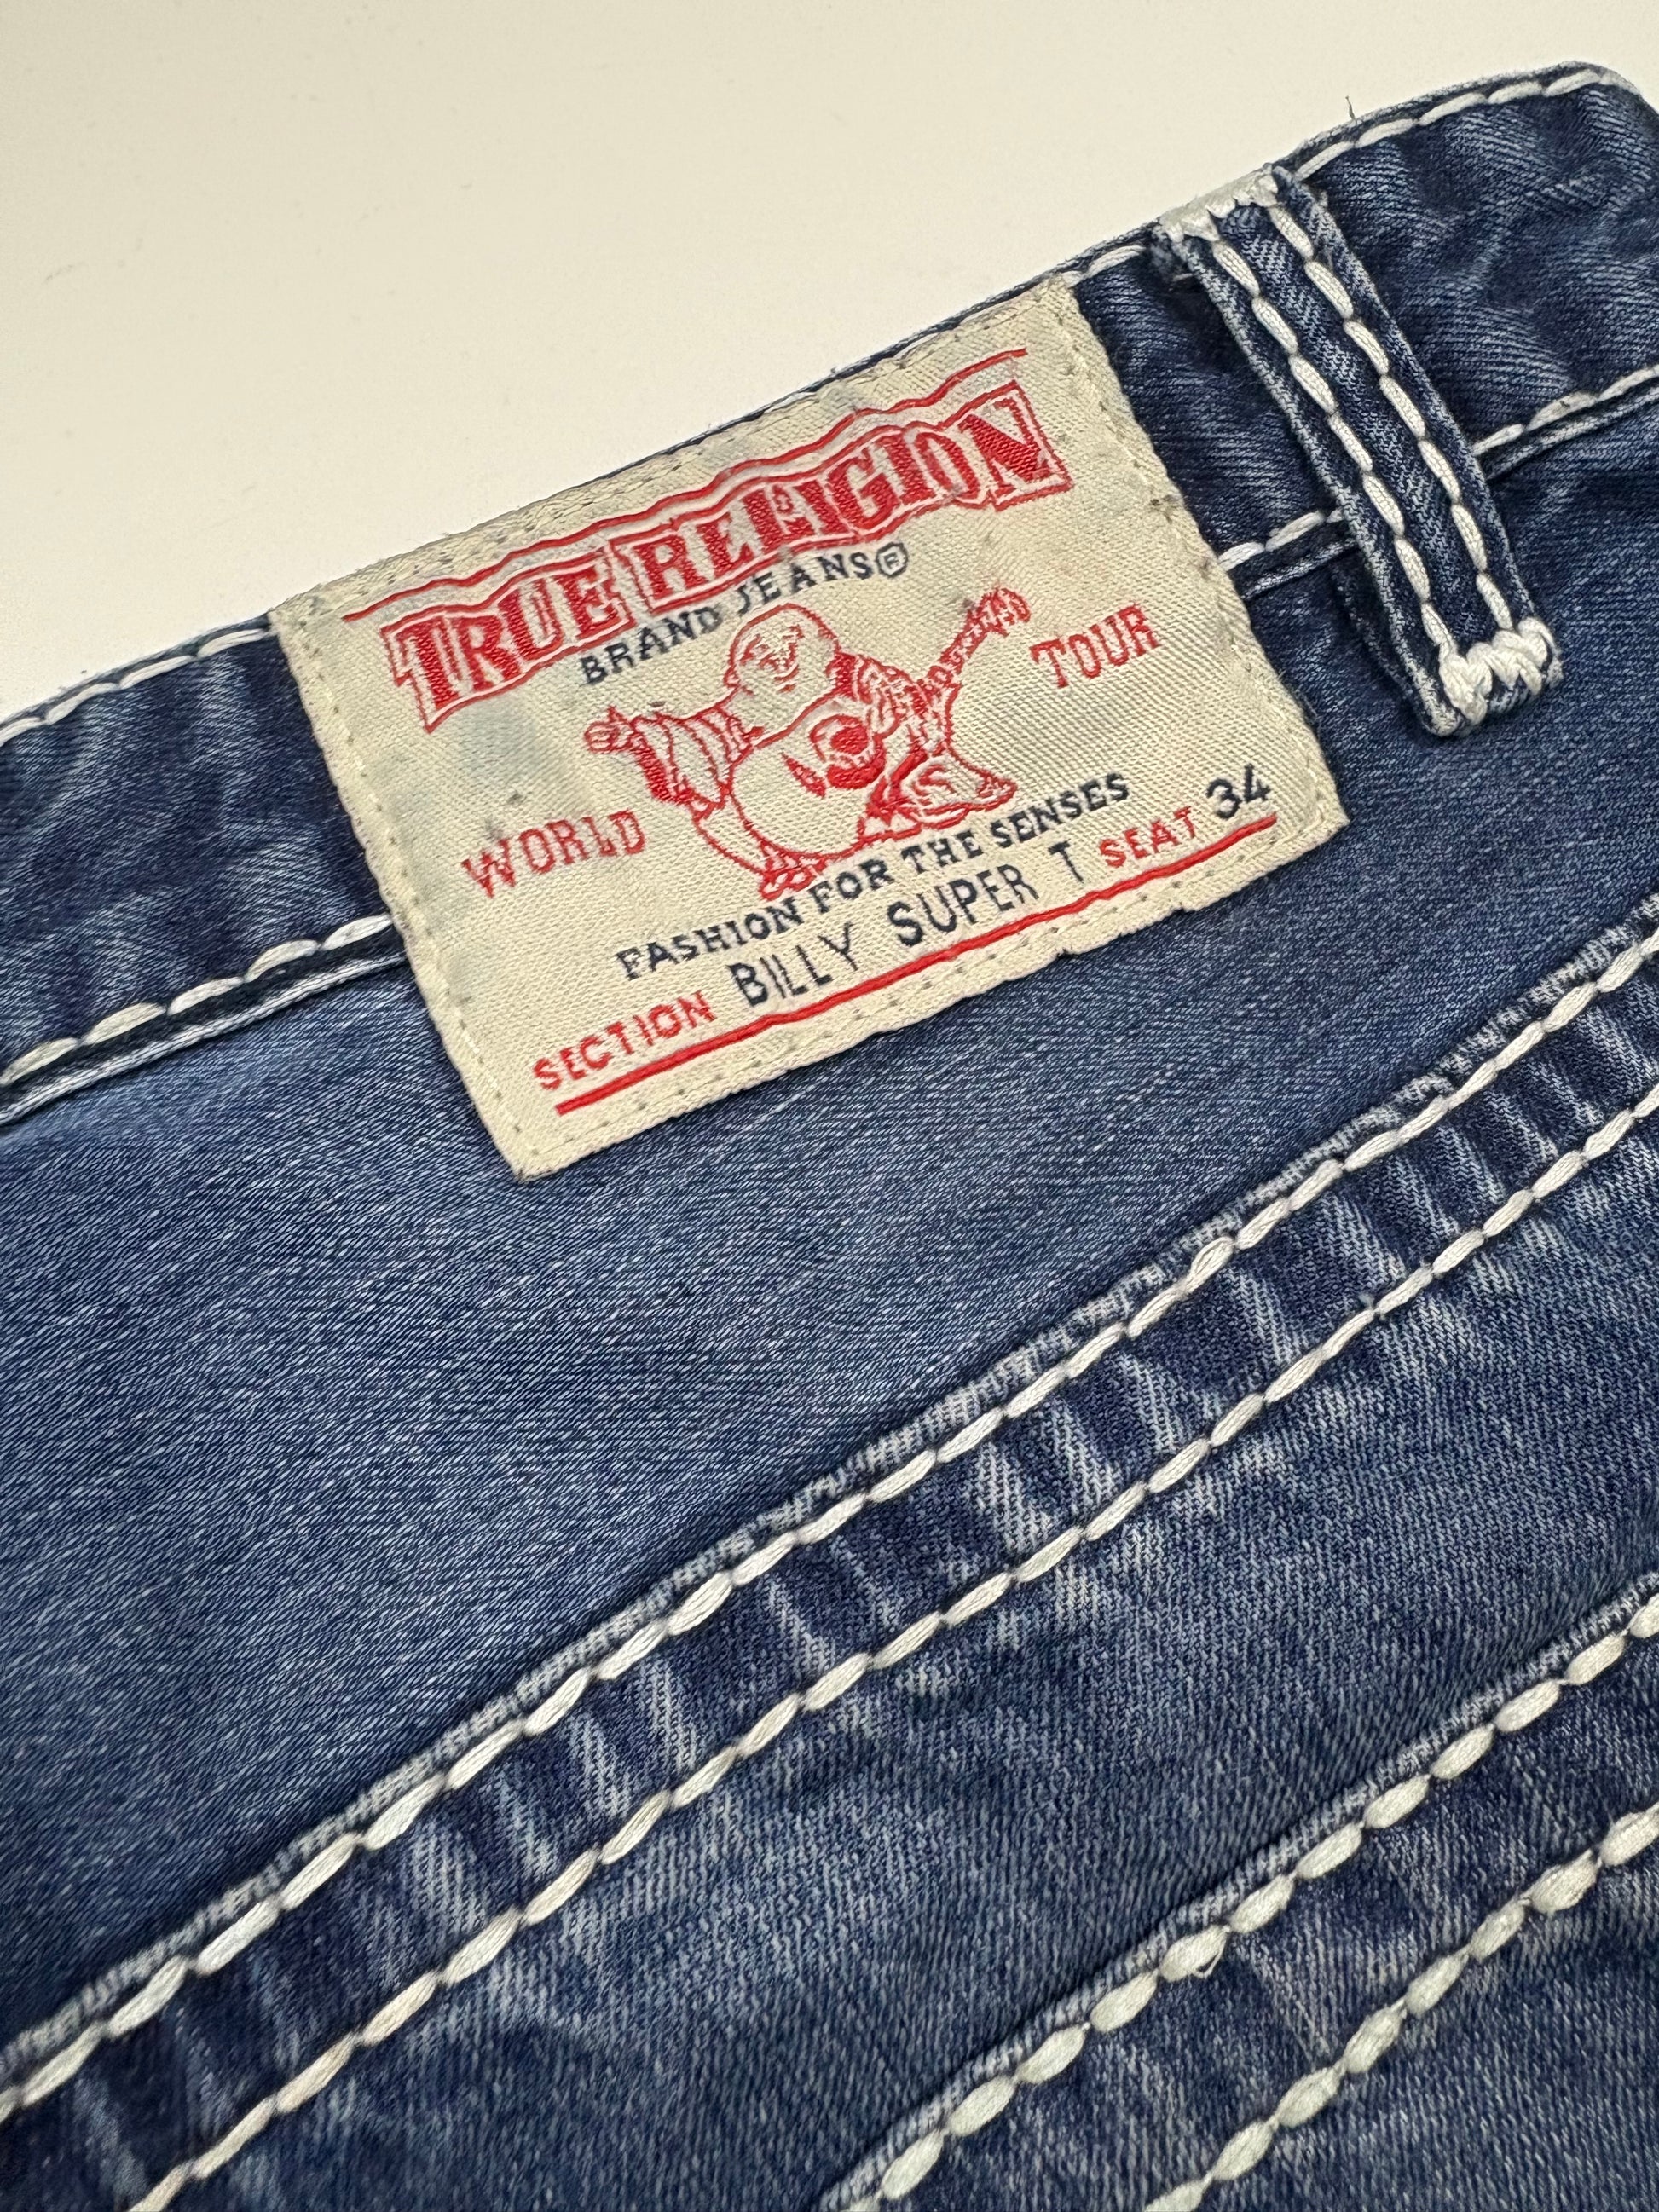 TRUE RELIGION
BRAND JEANS®
WORLD TOUR
FASHION FOR THE SENSES
SECTION BILLY SUPER T SEAT 34